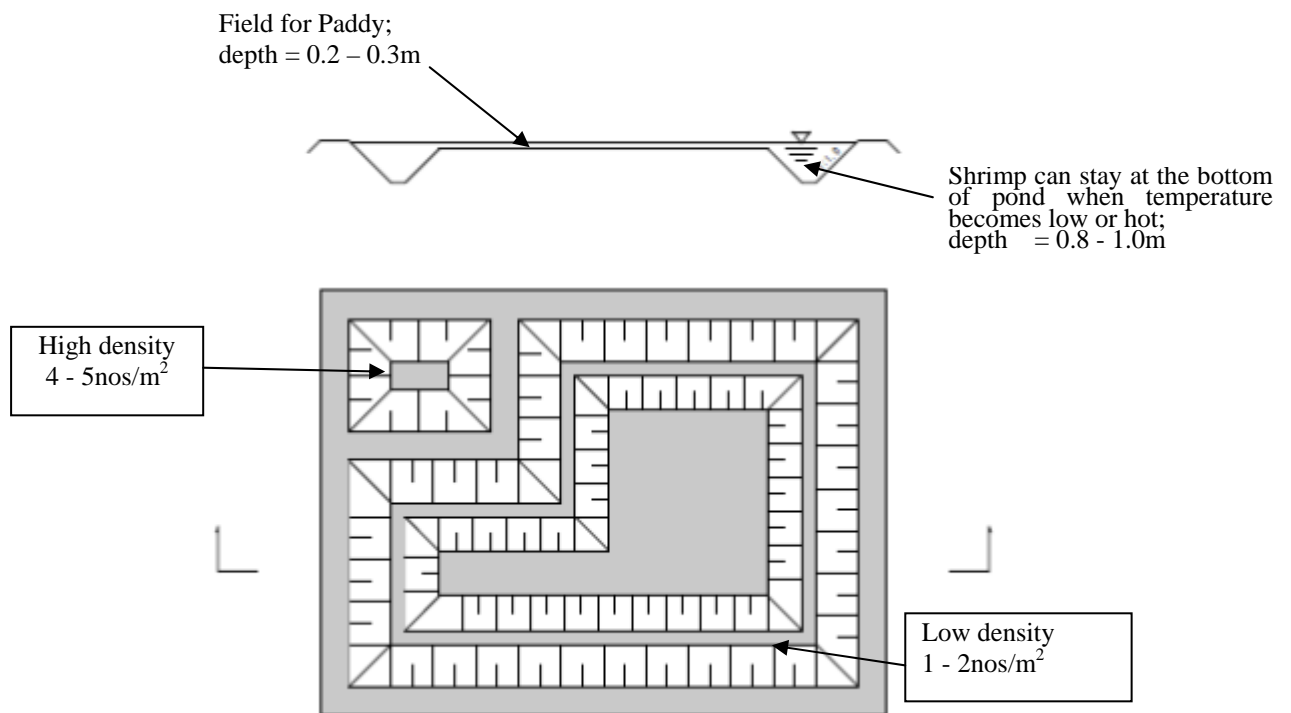 Field for Paddy;
depth = 0.2 – 0.3m
Shrimp can stay at the bottom
of pond when temperature
becomes low or hot;
depth = 0.8 - 1.0m
High density
4 - 5nos/m²
Low density
1 - 2nos/m²